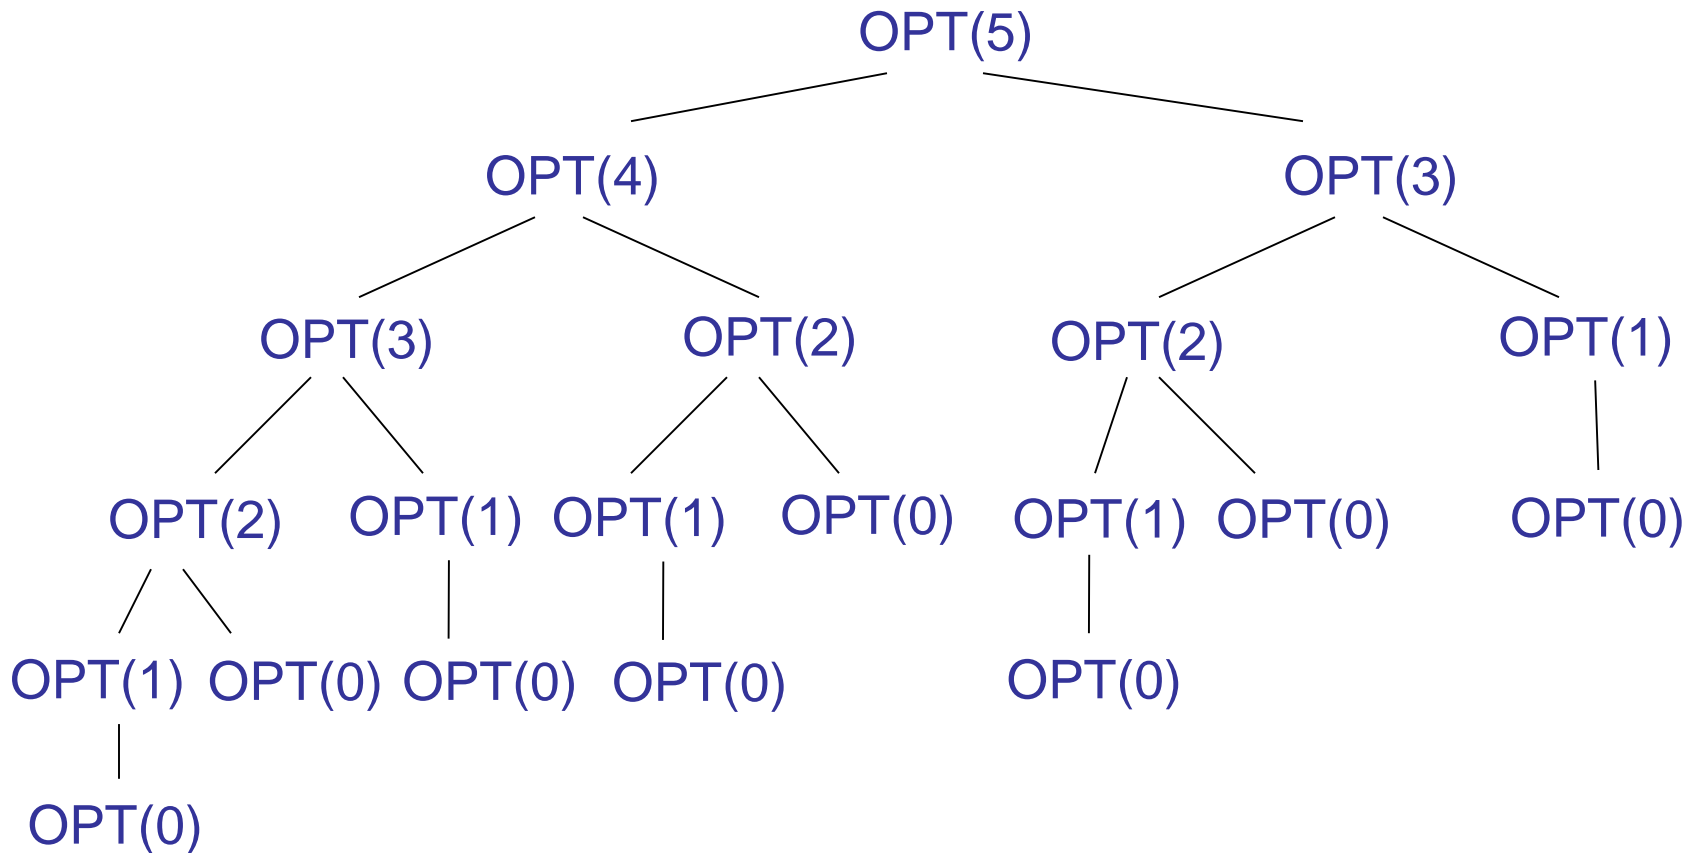 OPT(5)
OPT(4) OPT(3)
OPT(3) OPT(2) OPT(2) OPT(1)
OPT(2) OPT(1) OPT(1) OPT(0) OPT(1) OPT(0) OPT(0)
OPT(1) OPT(0) OPT(0) OPT(0) OPT(0)
OPT(0)